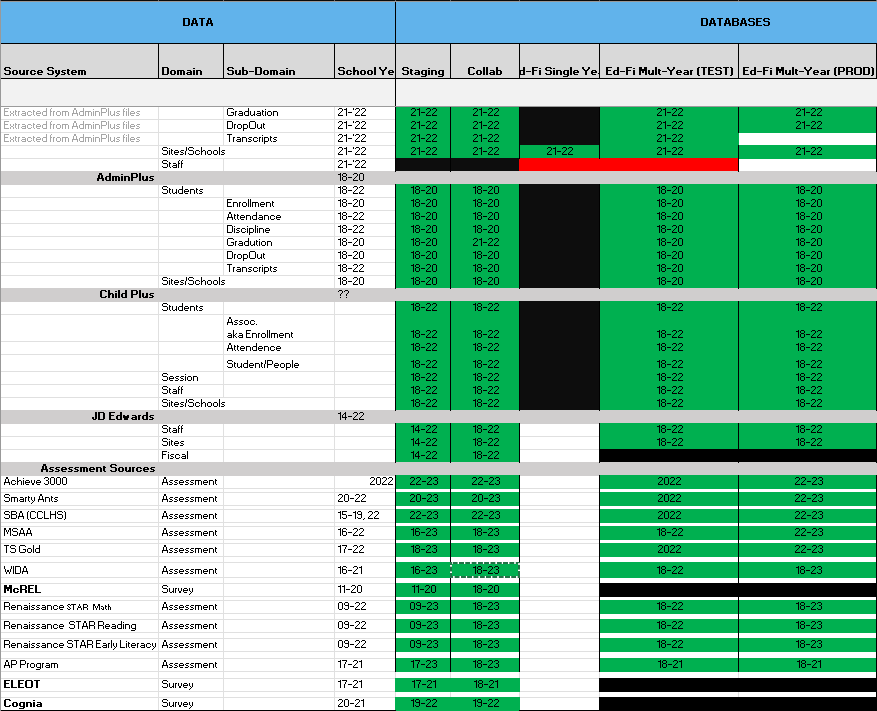 DATA DATABASES
Source System Domain Sub-Domain School Ye Staging Collab d-Fi Single Ye Ed-Fi Mult-Year (TEST) Ed-Fi Mult-Year (PROD)
Extracted from AdminPlus files Graduation 21-'22 21-22 21-22 21-22 21-22
Extracted from AdminPlus files DropOut 21-'22 21-22 21-22 21-22 21-22
Extracted from AdminPlus files Transcripts 21-'22 21-22 21-22 21-22
Sites/Schools 21-'22 21-22 21-22 21-22 21-22 21-22
Staff 21-'22
AdminPlus 18-20
Students 18-22 18-20 18-20 18-20 18-20
Enrollment 18-20 18-20 18-20 18-20 18-20
Attendance 18-22 18-20 18-20 18-20 18-20
Discipline 18-20 18-20 18-20 18-20 18-20
Gradution 18-20 18-20 21-22 18-20 18-20
DropOut 18-20 18-20 18-20 18-20 18-20
Transcripts 18-22 18-20 18-20 18-20 18-20
Sites/Schools 18-20 18-20 18-20 18-20 18-20
Child Plus ??
Students 18-22 18-22 18-22 18-22
Assoc.
aka Enrollment 18-22 18-22 18-22 18-22
Attendence 18-22 18-22 18-22 18-22
Student/People 18-22 18-22 18-22 18-22
Session 18-22 18-22 18-22 18-22
Staff 18-22 18-22 18-22 18-22
Sites/Schools 18-22 18-22 18-22 18-22
JD Edwards 14-22
Staff 14-22 18-22 18-22 18-22
Sites 14-22 18-22 18-22 18-22
Fiscal 14-22 18-22
Assessment Sources
Achieve 3000 Assessment 2022 22-23 22-23 2022 22-23
Smarty Ants Assessment 20-22 20-23 20-23 2022 22-23
SBA (CCLHS) Assessment 15-19, 22 22-23 22-23 2022 22-23
MSAA Assessment 16-22 16-23 18-23 18-22 22-23
TS Gold Assessment 17-22 18-23 18-23 2022 22-23
WIDA Assessment 16-21 16-23 18-23 18-22 18-23
McREL Survey 11-20 11-20 18-20
Renaissance STAR Math Assessment 09-22 09-23 18-23 18-22 18-23
Renaissance STAR Reading Assessment 09-22 09-23 18-23 18-22 18-23
Renaissance STAR Early Literacy Assessment 09-22 09-23 18-23 18-22 18-23
AP Program Assessment 17-21 17-23 18-23 18-21 18-21
ELEOT Survey 17-21 17-21 18-21
Cognia Survey 20-21 19-22 19-22